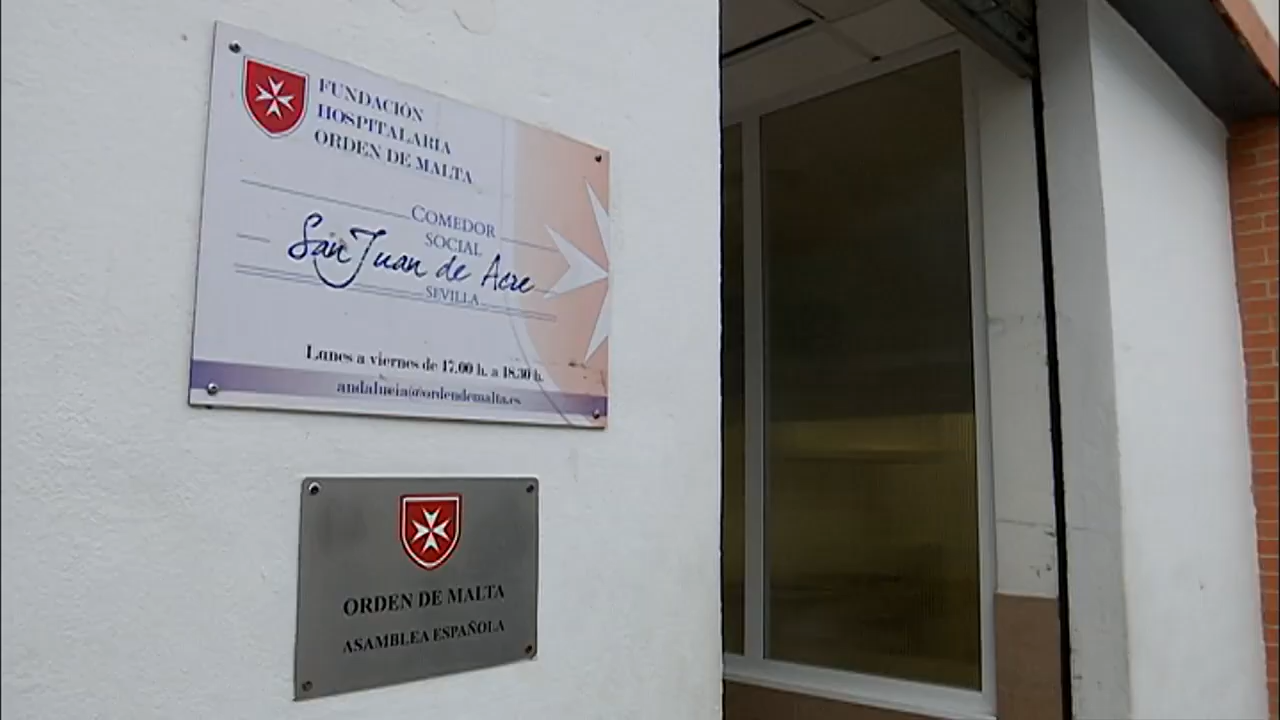 FUNDACIÓN
HOSPITALARIA
ORDEN DE MALTA
COMEDOR
SOCIAL
San Juan de Acre
SEVILLA
Lunes a viernes de 17.00 h. a 18.30 h.
andalucia@ordendemalta.es
ORDEN DE MALTA
ASAMBLEA ESPAÑOLA